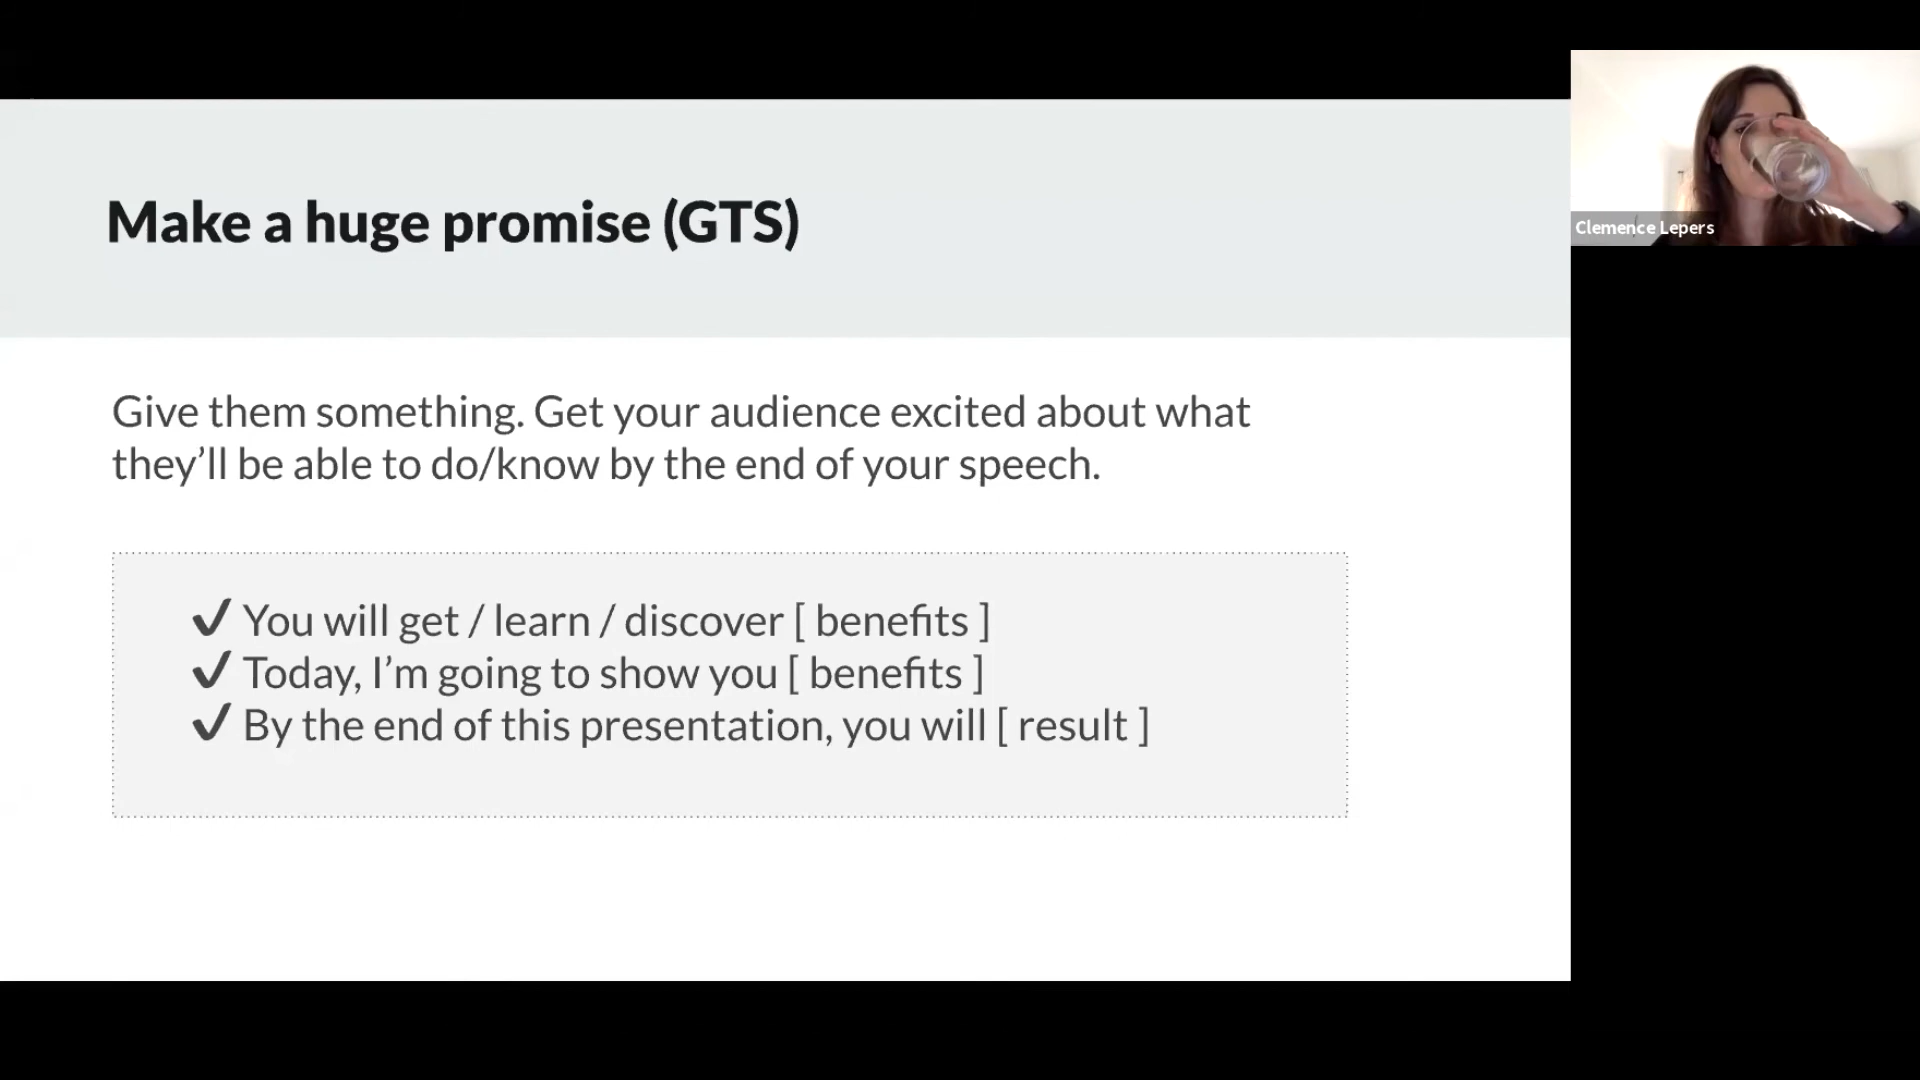 Make a huge promise (GTS)
Give them something. Get your audience excited about what
they’ll be able to do/know by the end of your speech.
✔ You will get / learn / discover [ benefits ]
✔ Today, I’m going to show you [ benefits ]
✔ By the end of this presentation, you will [ result ]
Clemence Lepers